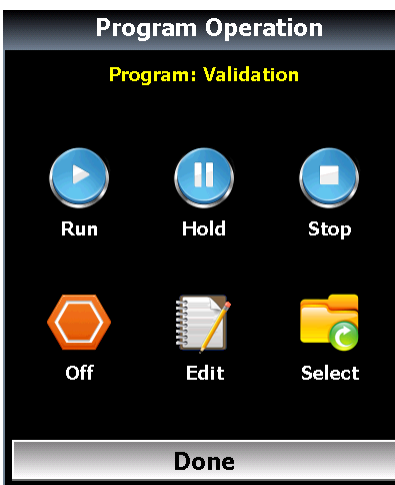 Program Operation
Program: Validation
Run Hold Stop
Off Edit Select
Done